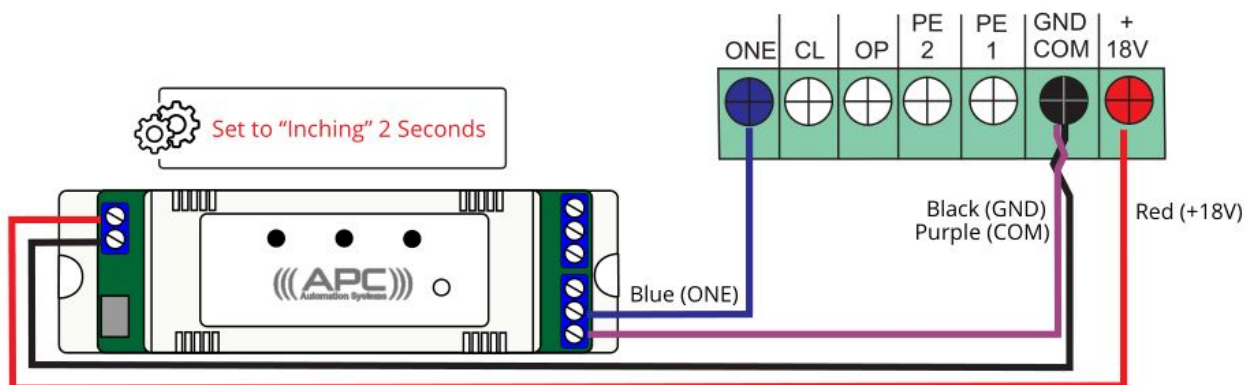 ONE CL OP PE 2 PE 1 GND COM + 18V
Set to “Inching” 2 Seconds
Black (GND)
Purple (COM)
Red (+18V)
(((APC)))
Automation Systems
Blue (ONE)